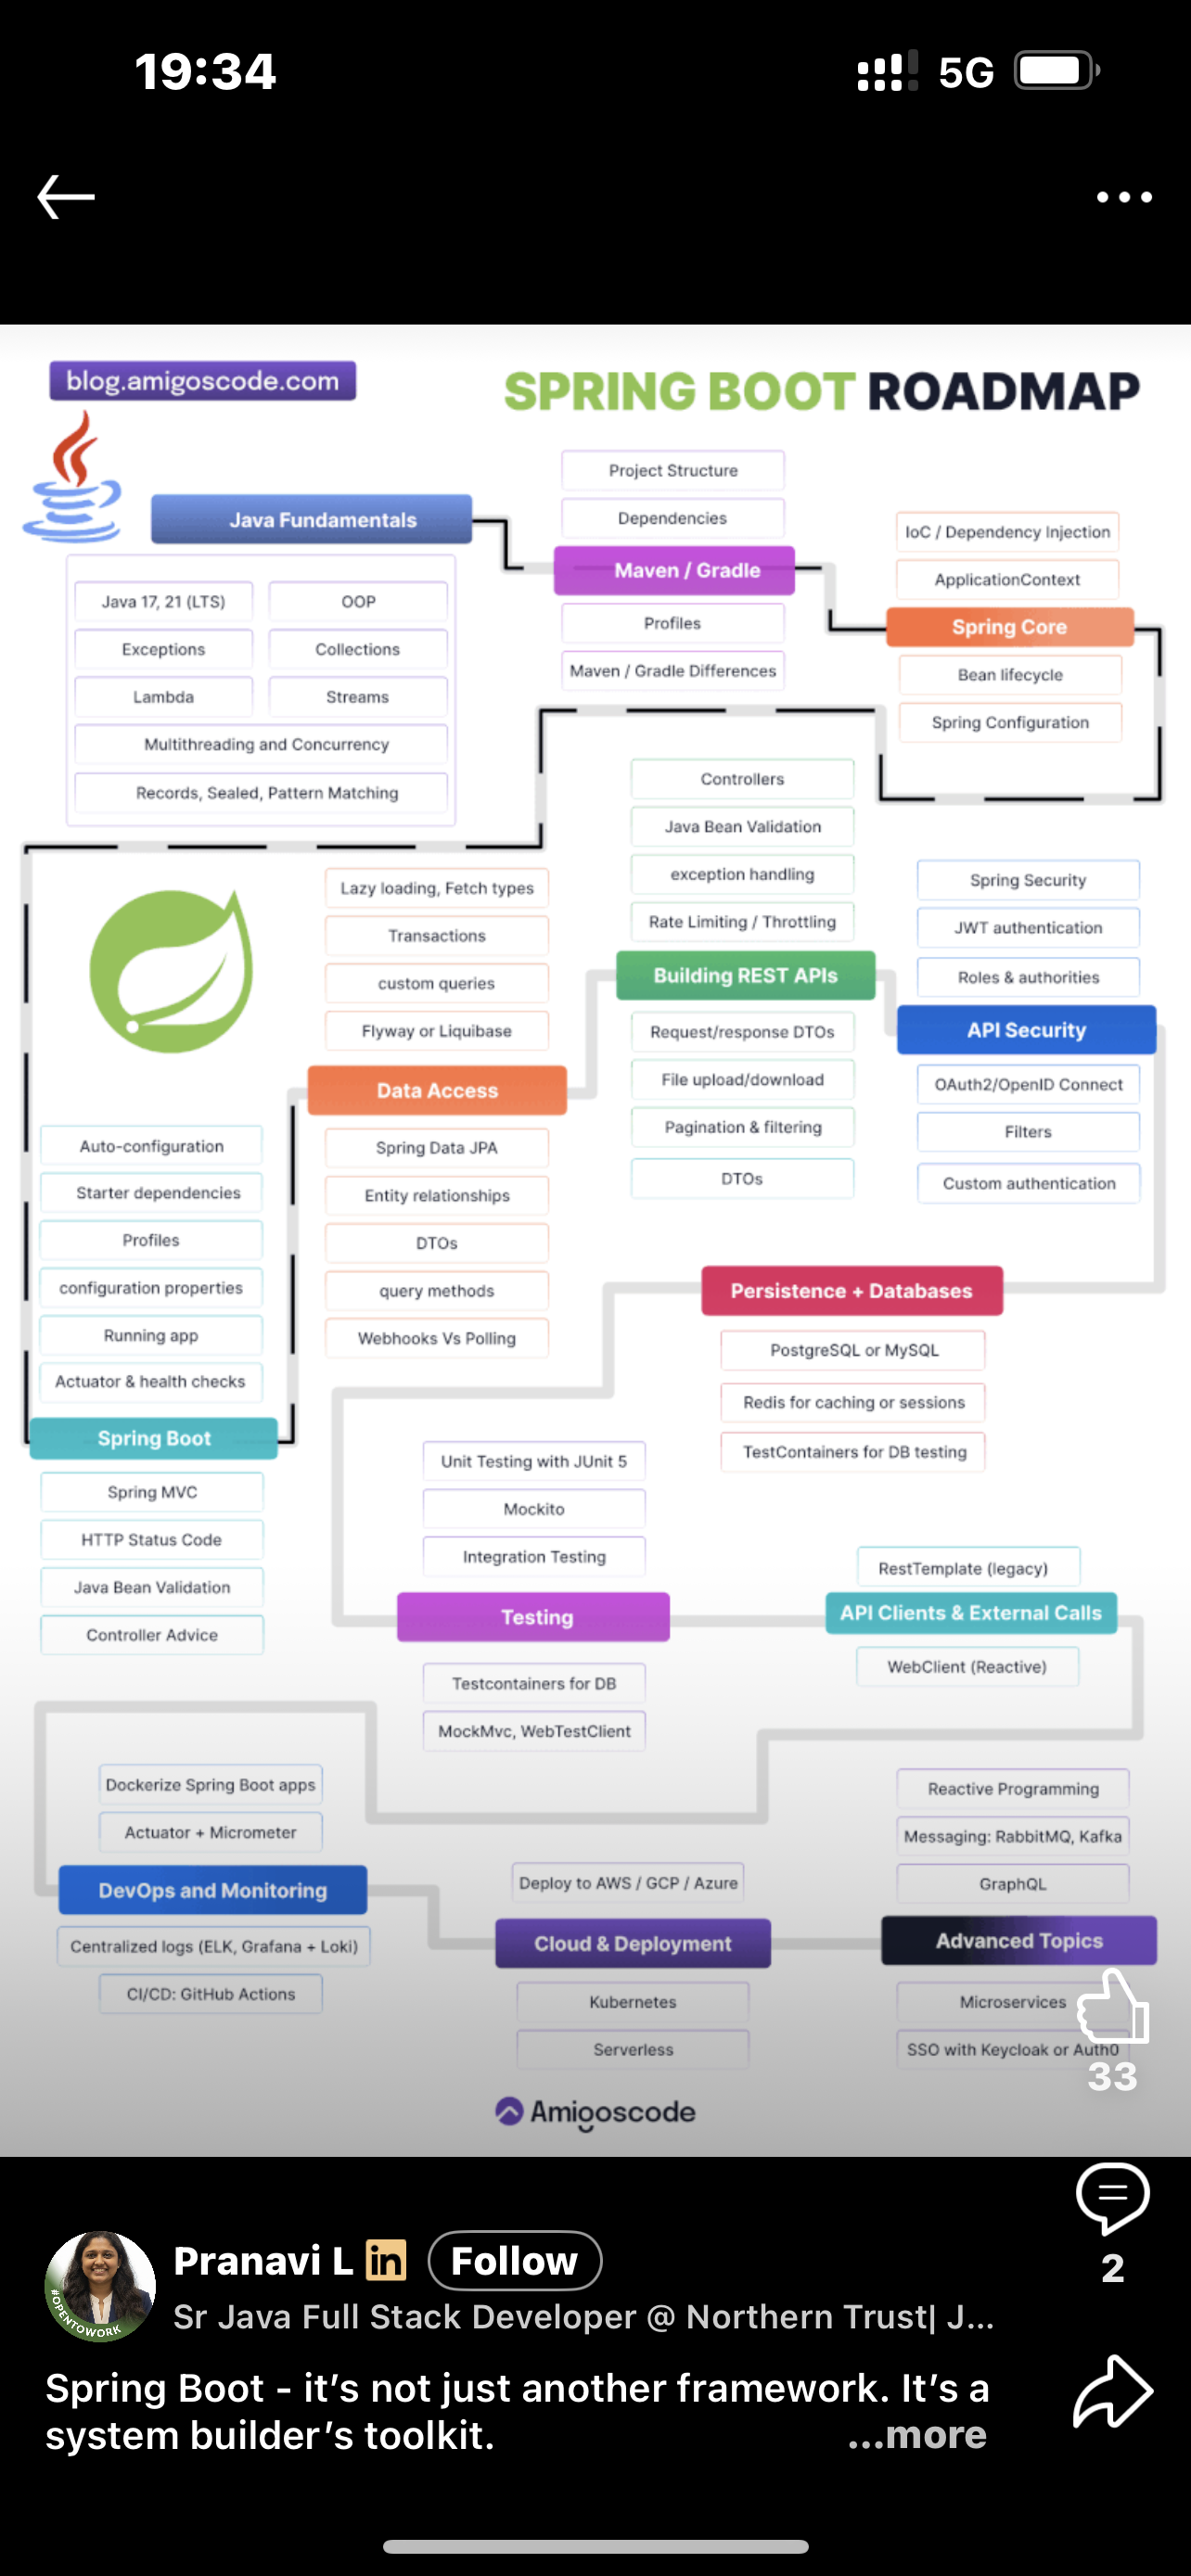 19:34
5G
blog.amigoscode.com
SPRING BOOT ROADMAP
Java Fundamentals
Java 17, 21 (LTS)
OOP
Exceptions
Collections
Lambda
Streams
Multithreading and Concurrency
Records, Sealed, Pattern Matching
Project Structure
Dependencies
Maven / Gradle
Profiles
Maven / Gradle Differences
IoC / Dependency Injection
ApplicationContext
Spring Core
Bean lifecycle
Spring Configuration
Auto-configuration
Starter dependencies
Profiles
configuration properties
Running app
Actuator & health checks
Spring Boot
Spring MVC
HTTP Status Code
Java Bean Validation
Controller Advice
Lazy loading, Fetch types
Transactions
custom queries
Flyway or Liquibase
Data Access
Spring Data JPA
Entity relationships
DTOs
query methods
Webhooks Vs Polling
Controllers
Java Bean Validation
exception handling
Rate Limiting / Throttling
Building REST APIs
Request/response DTOs
File upload/download
Pagination & filtering
DTOs
Spring Security
JWT authentication
Roles & authorities
API Security
OAuth2/OpenID Connect
Filters
Custom authentication
Persistence + Databases
PostgreSQL or MySQL
Redis for caching or sessions
TestContainers for DB testing
Unit Testing with JUnit 5
Mockito
Integration Testing
Testing
Testcontainers for DB
MockMvc, WebTestClient
RestTemplate (legacy)
API Clients & External Calls
WebClient (Reactive)
Dockerize Spring Boot apps
Actuator + Micrometer
DevOps and Monitoring
Centralized logs (ELK, Grafana + Loki)
CI/CD: GitHub Actions
Deploy to AWS / GCP / Azure
Cloud & Deployment
Kubernetes
Serverless
Reactive Programming
Messaging: RabbitMQ, Kafka
GraphQL
Advanced Topics
Microservices
SSO with Keycloak or Auth0
33
Amigoscode
2
#OPENTOWORK
Pranavi L in Follow
Sr Java Full Stack Developer @ Northern Trust| J...
Spring Boot - it’s not just another framework. It’s a
system builder’s toolkit. ...more